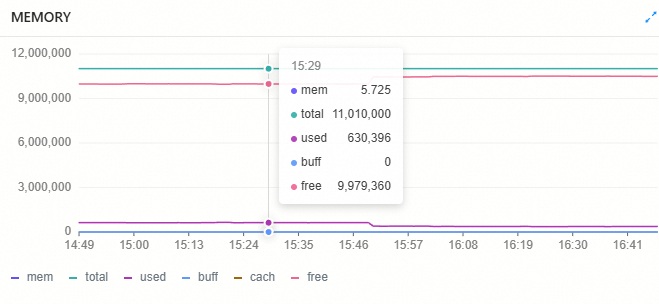 MEMORY
12,000,000
9,000,000
6,000,000
3,000,000
0
15:29
mem 5.725
total 11,010,000
used 630,396
buff 0
free 9,979,360
14:49 15:00 15:13 15:24 15:35 15:46 15:57 16:08 16:19 16:30 16:41
mem total used buff cach free